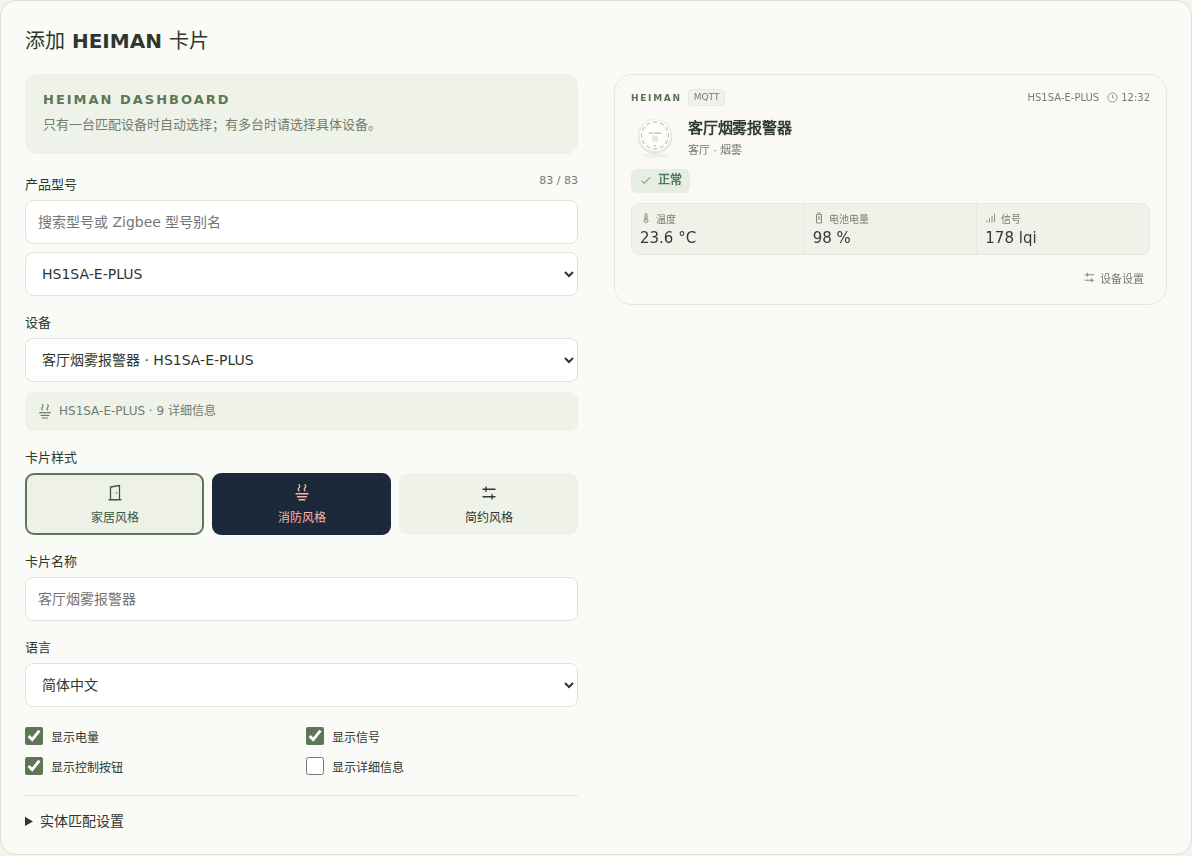 添加 HEIMAN 卡片
HEIMAN DASHBOARD
只有一台匹配设备时自动选择；有多台时请选择具体设备。
产品型号
83 / 83
搜索型号或 Zigbee 型号别名
HS1SA-E-PLUS
设备
客厅烟雾报警器 · HS1SA-E-PLUS
HS1SA-E-PLUS · 9 详细信息
卡片样式
家居风格
消防风格
简约风格
卡片名称
客厅烟雾报警器
语言
简体中文
显示电量
显示信号
显示控制按钮
显示详细信息
实体匹配设置
HEIMAN MQTT
HS1SA-E-PLUS 12:32
客厅烟雾报警器
客厅 · 烟雾
正常
温度
23.6 °C
电池电量
98 %
信号
178 lqi
设备设置